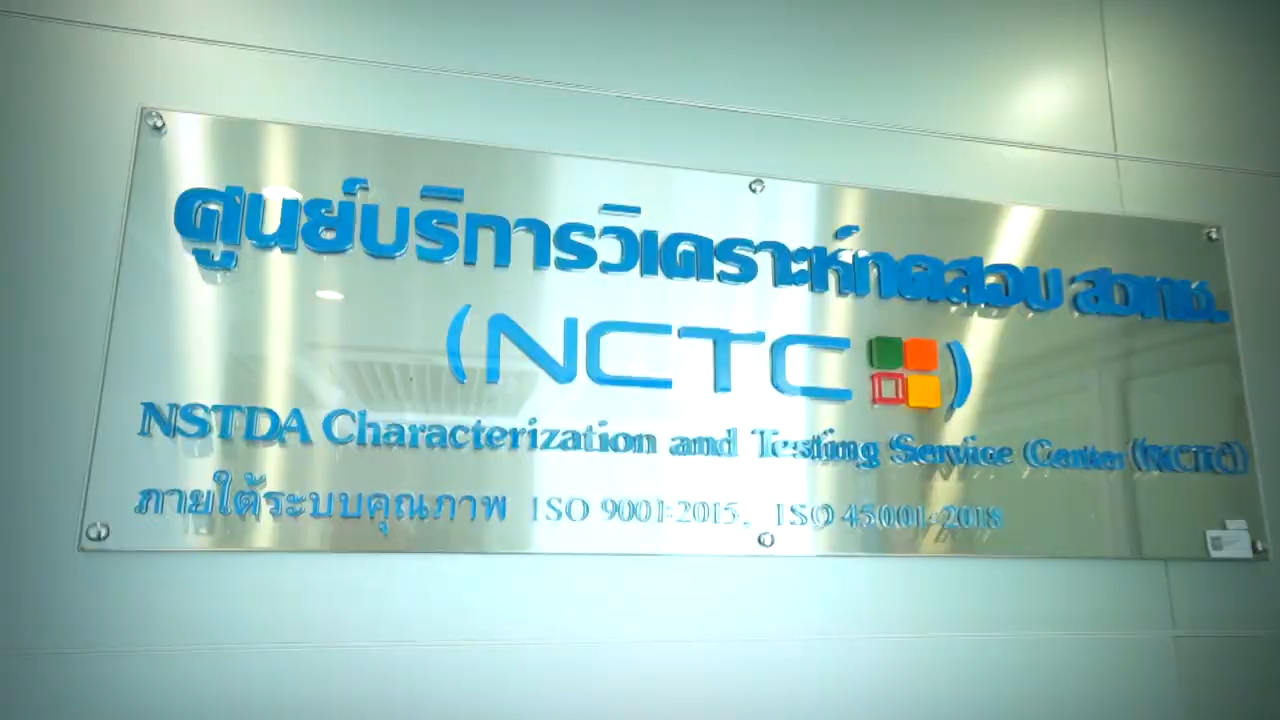 ศูนย์บริการวิเคราะห์ทดสอบ สวทช.
(NCTC)
NSTDA Characterization and Testing Service Center (NCTC)
ภายใต้ระบบคุณภาพ ISO 9001:2015, ISO 45001:2018